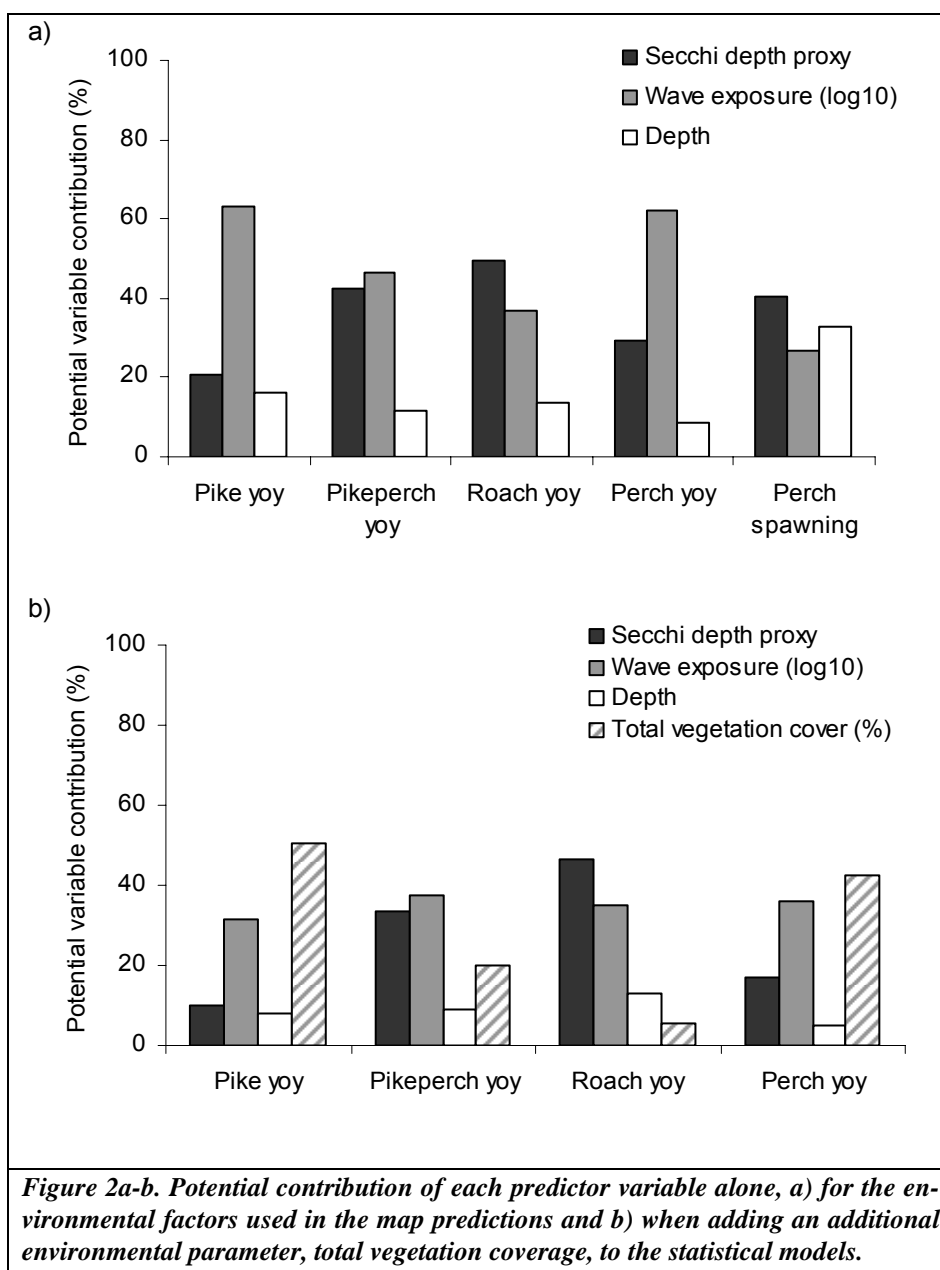 a)
Potential variable contribution (%)
100
80
60
40
20
0
Secchi depth proxy
Wave exposure (log10)
Depth
Pike yoy
Pikeperch
yoy
Roach yoy
Perch yoy
Perch
spawning
b)
Potential variable contribution (%)
100
80
60
40
20
0
Secchi depth proxy
Wave exposure (log10)
Depth
Total vegetation cover (%)
Pike yoy
Pikeperch yoy
Roach yoy
Perch yoy
Figure 2a-b. Potential contribution of each predictor variable alone, a) for the en-
vironmental factors used in the map predictions and b) when adding an additional
environmental parameter, total vegetation coverage, to the statistical models.